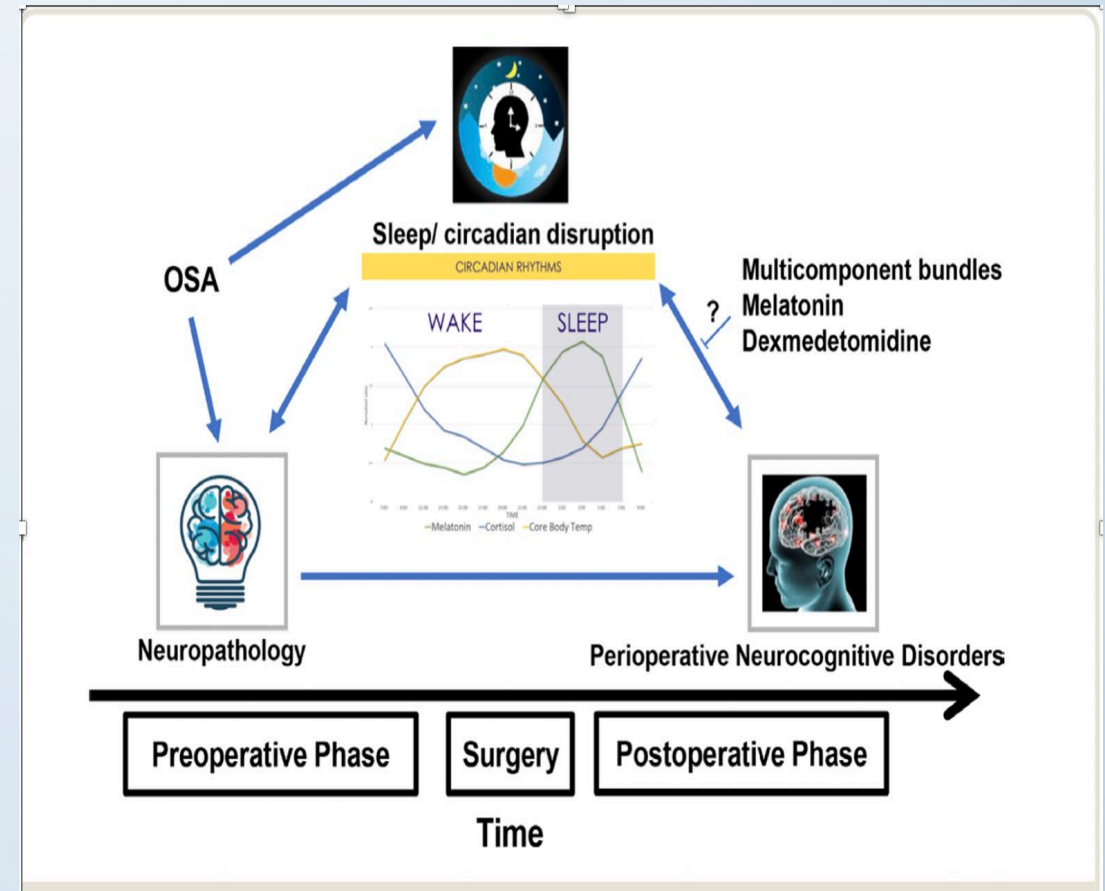 Sleep/ circadian disruption
CIRCADIAN RHYTHMS
OSA
WAKE
SLEEP
?
Multicomponent bundles
Melatonin
Dexmedetomidine
TIME
Melatonin
Cortisol
Core Body Temp
Neuropathology
Perioperative Neurocognitive Disorders
Preoperative Phase
Surgery
Postoperative Phase
Time